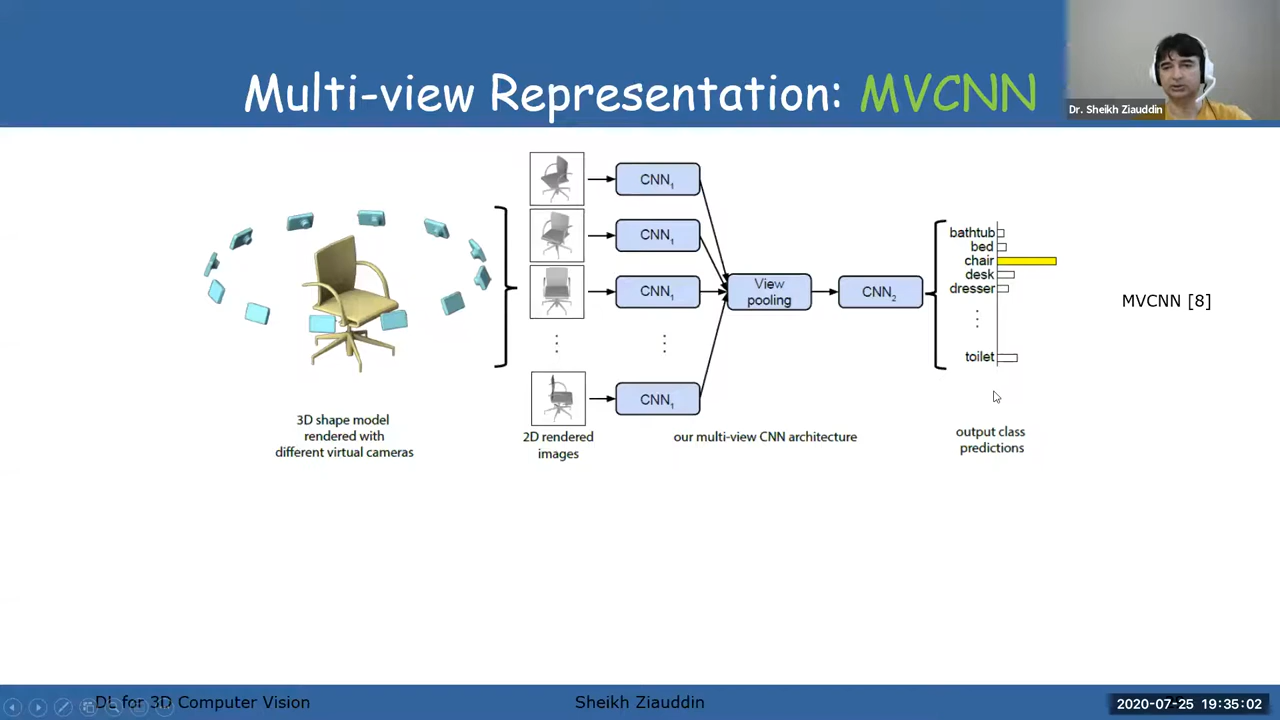 Multi-view Representation: MVCNN
Dr. Sheikh Ziauddin
CNN1
CNN1
CNN1
CNN1
View
pooling
CNN2
bathtub
bed
chair
desk
dresser
toilet
MVCNN [8]
3D shape model
rendered with
different virtual cameras
2D rendered
images
our multi-view CNN architecture
output class
predictions
DL for 3D Computer Vision
Sheikh Ziauddin
2020-07-25 19:35:02